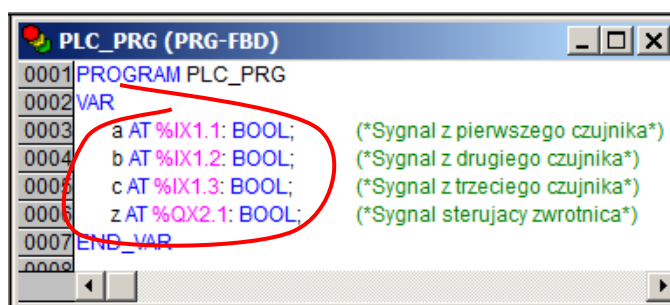 PLC_PRG (PRG-FBD)
0001 PROGRAM PLC_PRG
0002 VAR
0003 a AT %IX1.1: BOOL; (*Sygnal z pierwszego czujnika*)
0004 b AT %IX1.2: BOOL; (*Sygnal z drugiego czujnika*)
0005 c AT %IX1.3: BOOL; (*Sygnal z trzeciego czujnika*)
0006 z AT %QX2.1: BOOL; (*Sygnal sterujacy zwrotnica*)
0007 END_VAR
0008